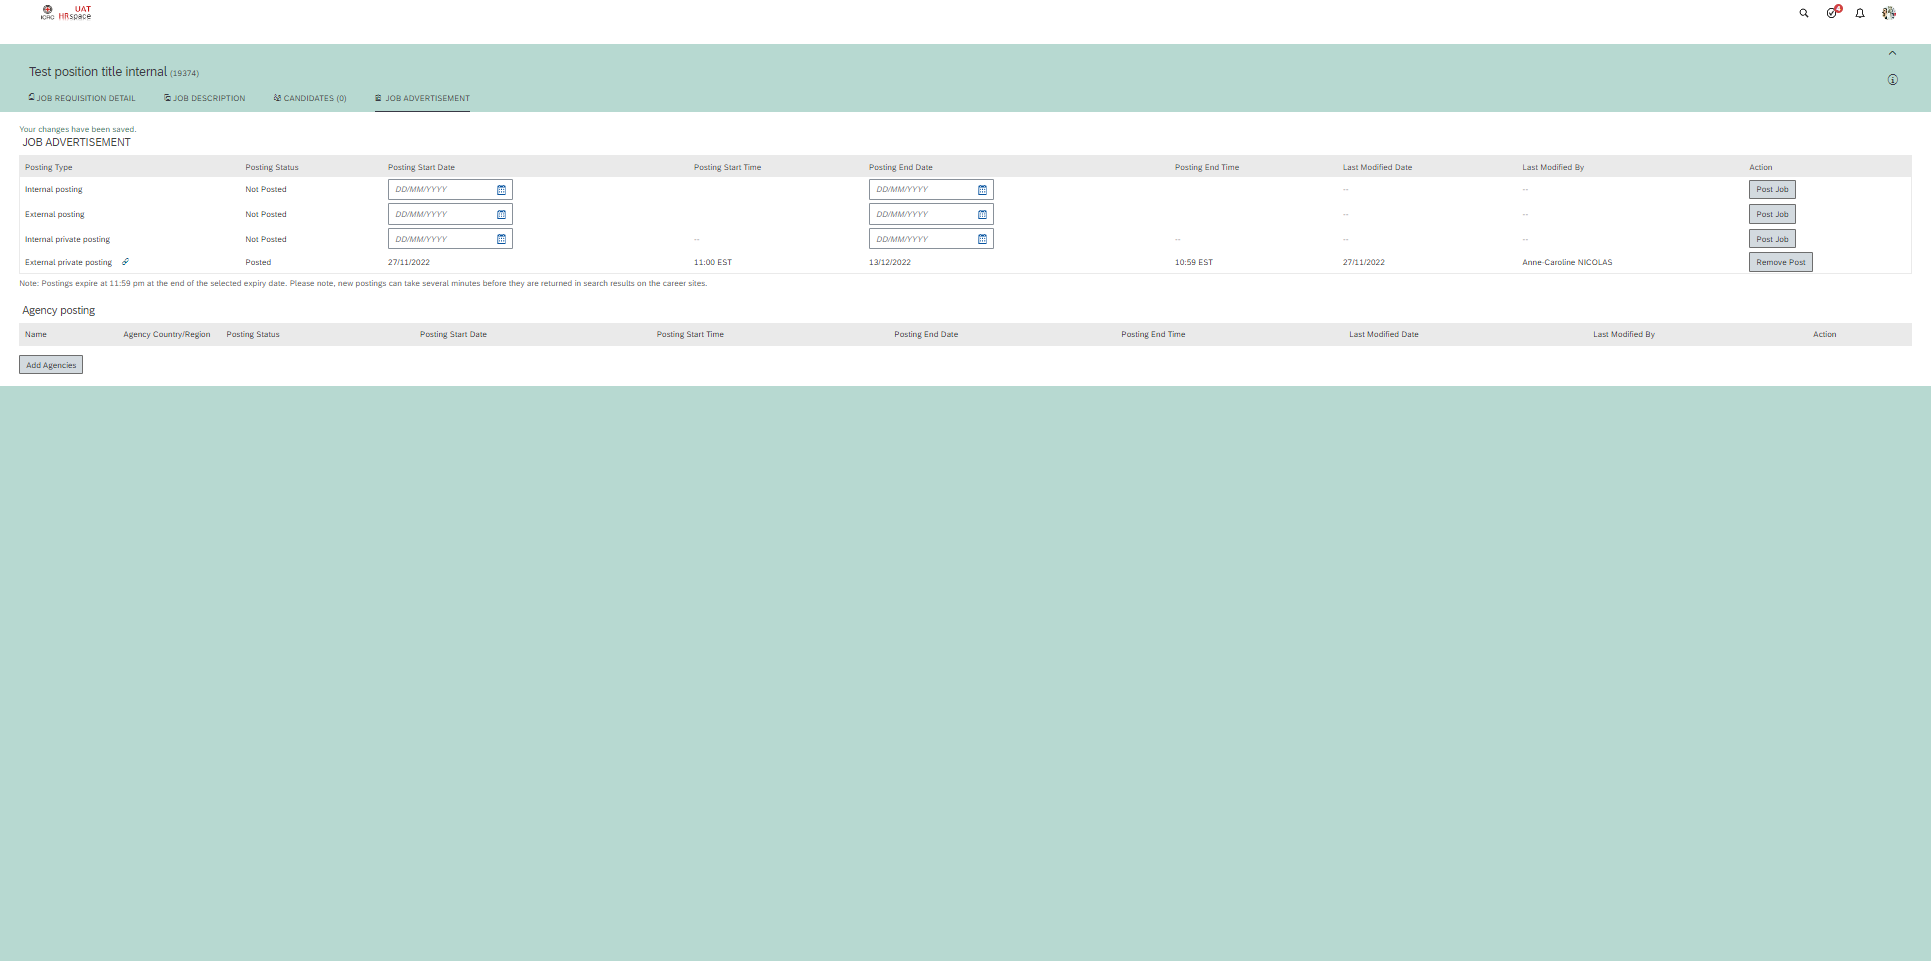 UAT
ICRC HRspace
4
Test position title internal (19374)
JOB REQUISITION DETAIL JOB DESCRIPTION CANDIDATES (0) JOB ADVERTISEMENT
Your changes have been saved.
JOB ADVERTISEMENT
Posting Type Posting Status Posting Start Date Posting Start Time Posting End Date Posting End Time Last Modified Date Last Modified By Action
Internal posting Not Posted DD/MM/YYYY DD/MM/YYYY -- -- Post Job
External posting Not Posted DD/MM/YYYY DD/MM/YYYY -- -- Post Job
Internal private posting Not Posted DD/MM/YYYY -- DD/MM/YYYY -- -- -- Post Job
External private posting Posted 27/11/2022 11:00 EST 13/12/2022 10:59 EST 27/11/2022 Anne-Caroline NICOLAS Remove Post
Note: Postings expire at 11:59 pm at the end of the selected expiry date. Please note, new postings can take several minutes before they are returned in search results on the career sites.
Agency posting
Name Agency Country/Region Posting Status Posting Start Date Posting Start Time Posting End Date Posting End Time Last Modified Date Last Modified By Action
Add Agencies